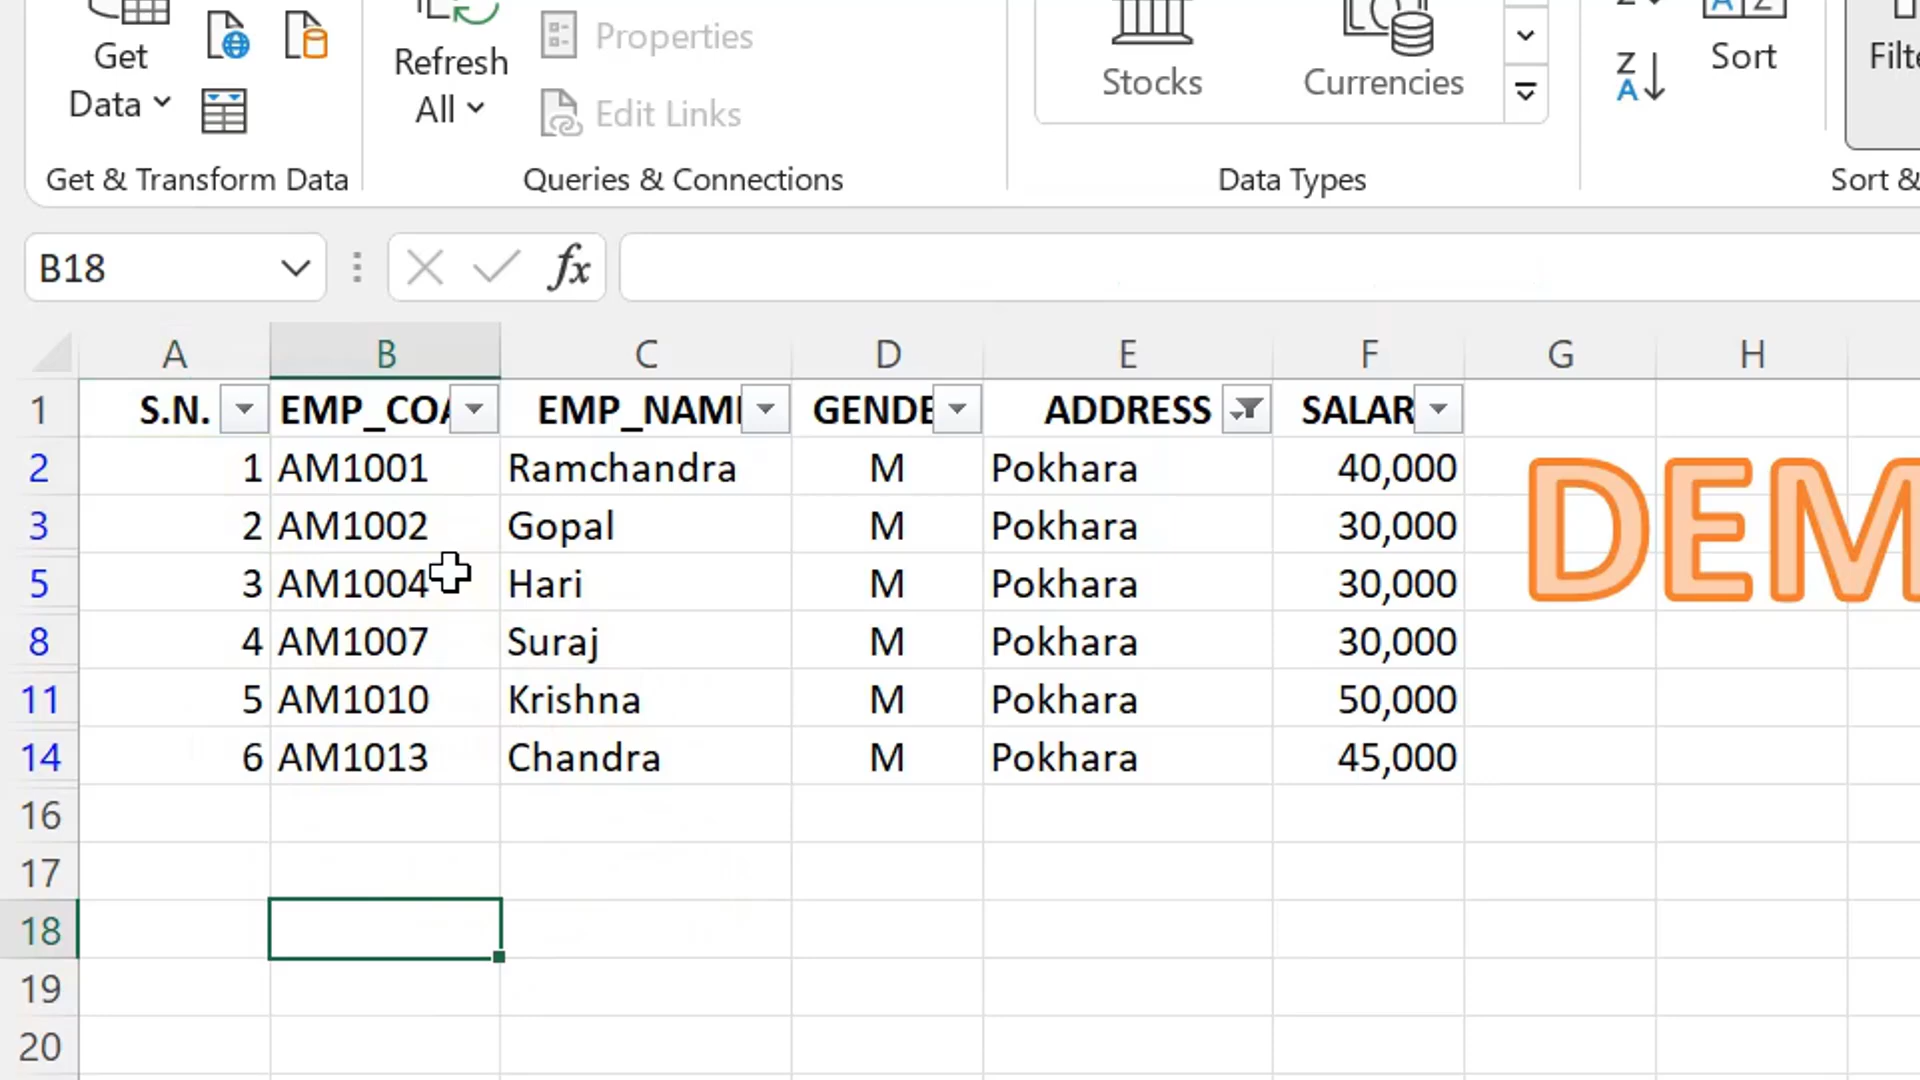 Get
Data
Refresh
All
Properties
Edit Links
Stocks
Currencies
Sort
Get & Transform Data
Queries & Connections
Data Types
Sort &
B18
fx
A B C D E F G H
1 S.N. EMP_COA EMP_NAM GENDE ADDRESS SALAR
2 1 AM1001 Ramchandra M Pokhara 40,000
3 2 AM1002 Gopal M Pokhara 30,000
5 3 AM1004 Hari M Pokhara 30,000
8 4 AM1007 Suraj M Pokhara 30,000
11 5 AM1010 Krishna M Pokhara 50,000
14 6 AM1013 Chandra M Pokhara 45,000
16
17
18
19
20
DEM